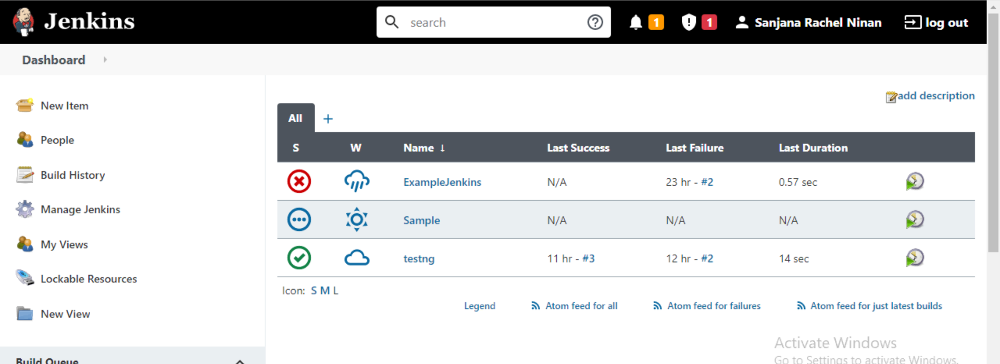 Jenkins
search
1
1
Sanjana Rachel Ninan
log out
Dashboard
New Item
People
Build History
Manage Jenkins
My Views
Lockable Resources
New View
Build Queue
add description
All +
S W Name ↓ Last Success Last Failure Last Duration
ExampleJenkins N/A 23 hr - #2 0.57 sec
Sample N/A N/A N/A
testng 11 hr - #3 12 hr - #2 14 sec
Icon: S M L
Legend Atom feed for all Atom feed for failures Atom feed for just latest builds
Activate Windows
Go to Settings to activate Windows.